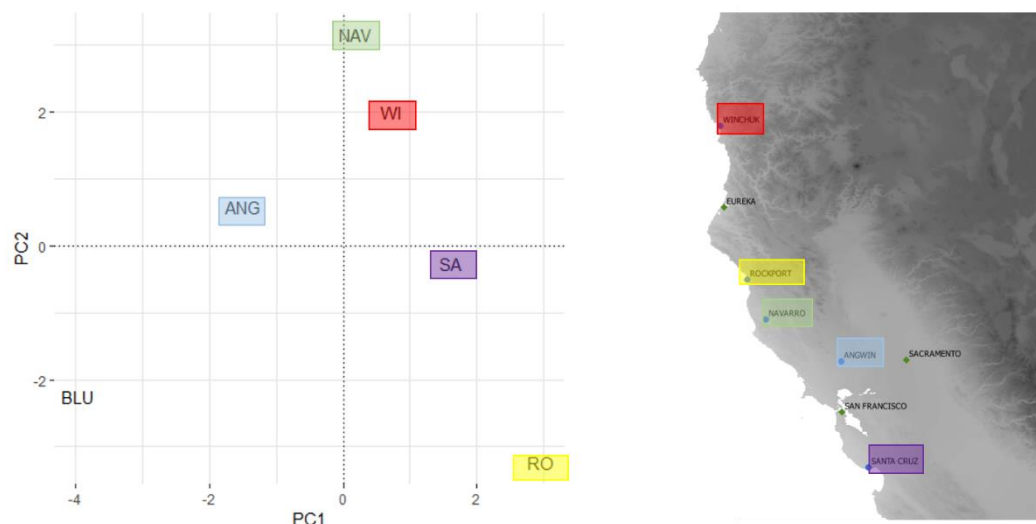 NAV
WI
2
ANG
PC2
0
SA
-2
BLU
RO
-4
-2
0
2
PC1
WINCHUK
EUREKA
ROCKPORT
NAVARRO
ANGWIN
SACRAMENTO
SAN FRANCISCO
SANTA CRUZ